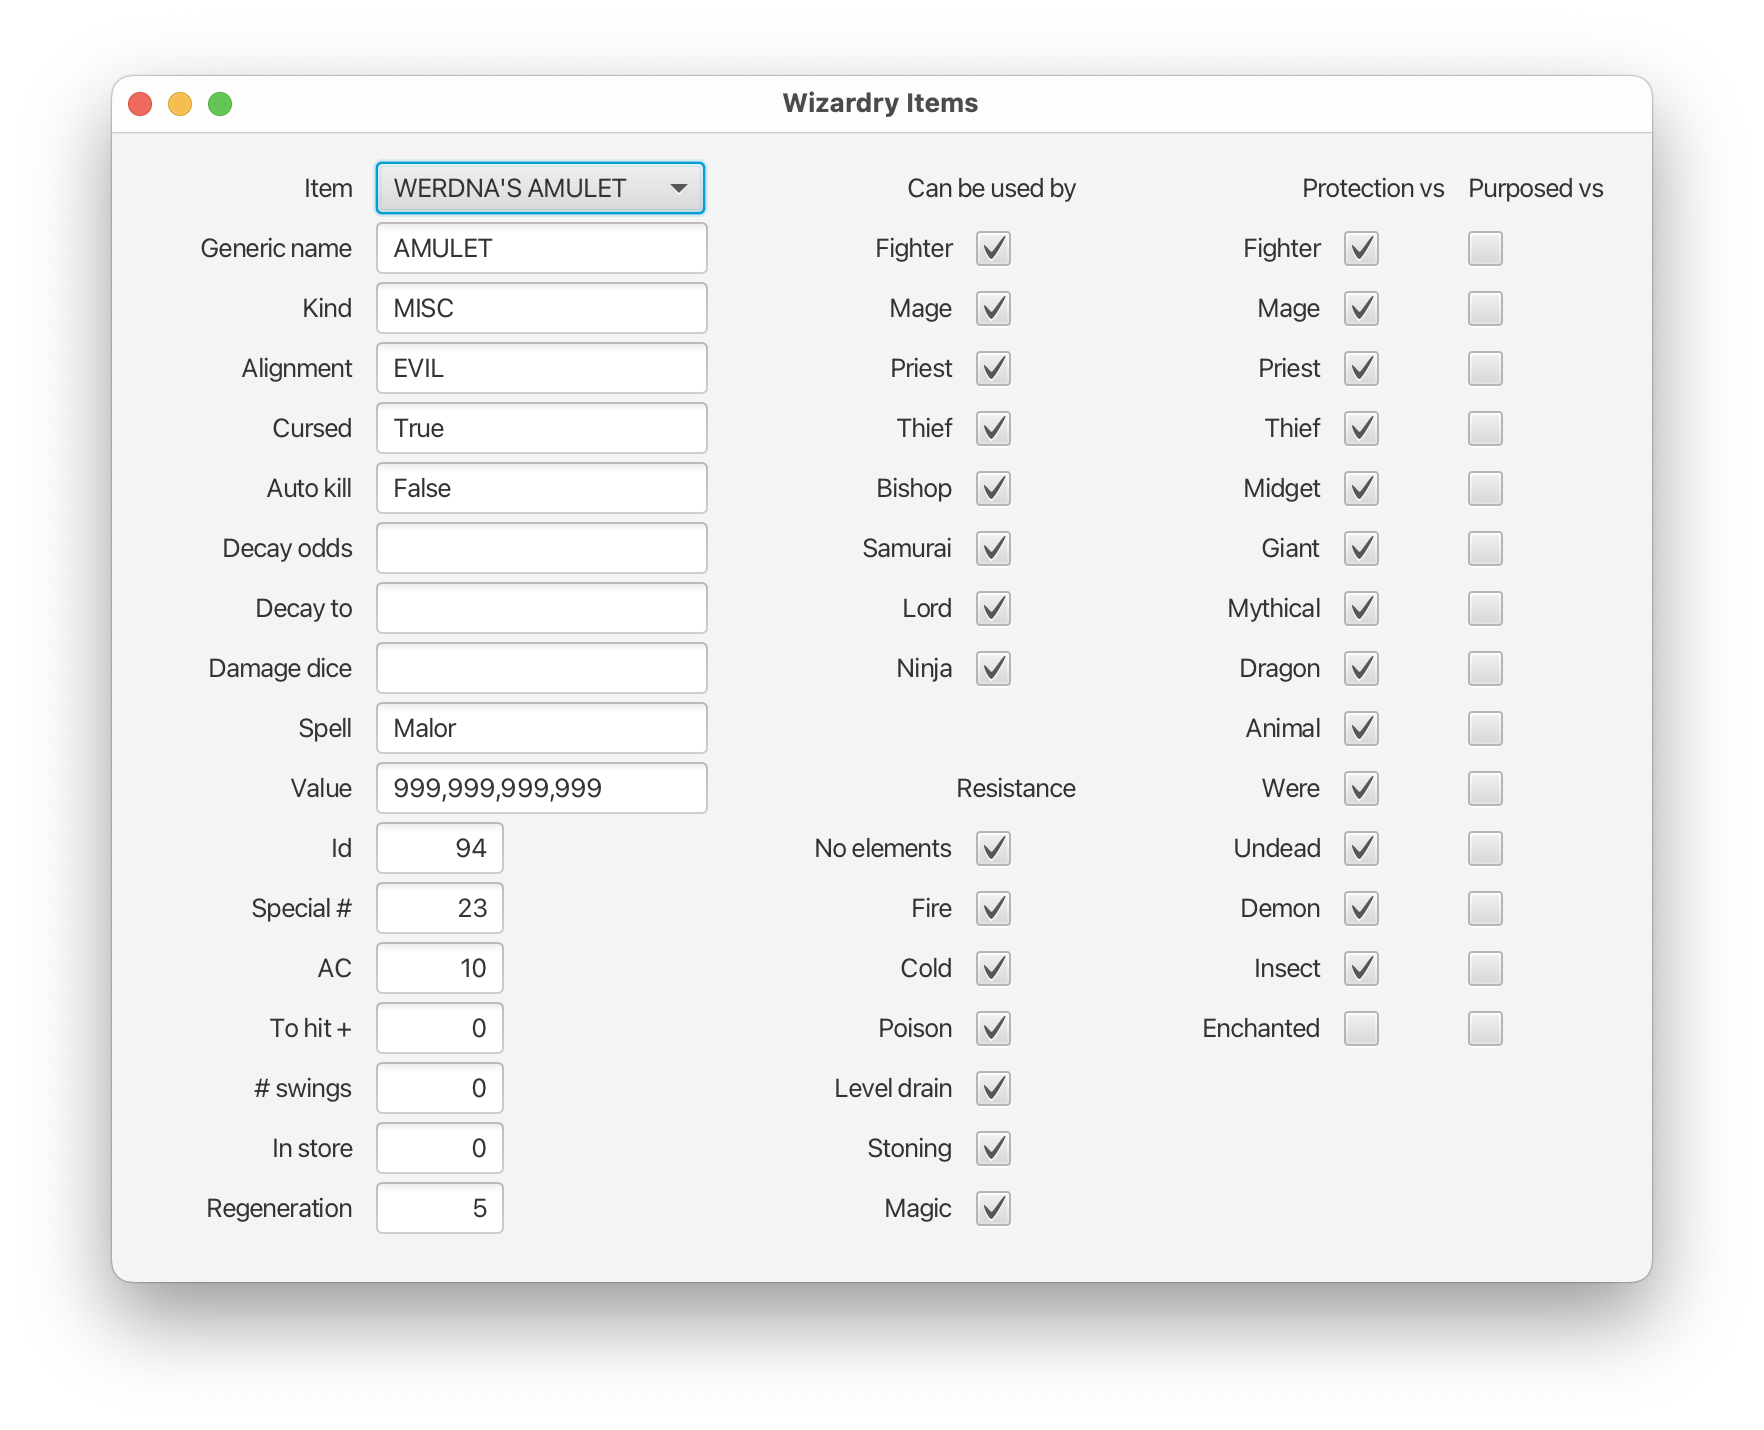 Wizardry Items
Item WERDNA'S AMULET Can be used by Protection vs Purposed vs
Generic name AMULET Fighter Fighter
Kind MISC Mage Mage
Alignment EVIL Priest Priest
Cursed True Thief Thief
Auto kill False Bishop Midget
Decay odds Samurai Giant
Decay to Lord Mythical
Damage dice Ninja Dragon
Spell Malor Animal
Value 999,999,999,999 Resistance Were
Id 94 No elements Undead
Special # 23 Fire Demon
AC 10 Cold Insect
To hit + 0 Poison Enchanted
# swings 0 Level drain
In store 0 Stoning
Regeneration 5 Magic